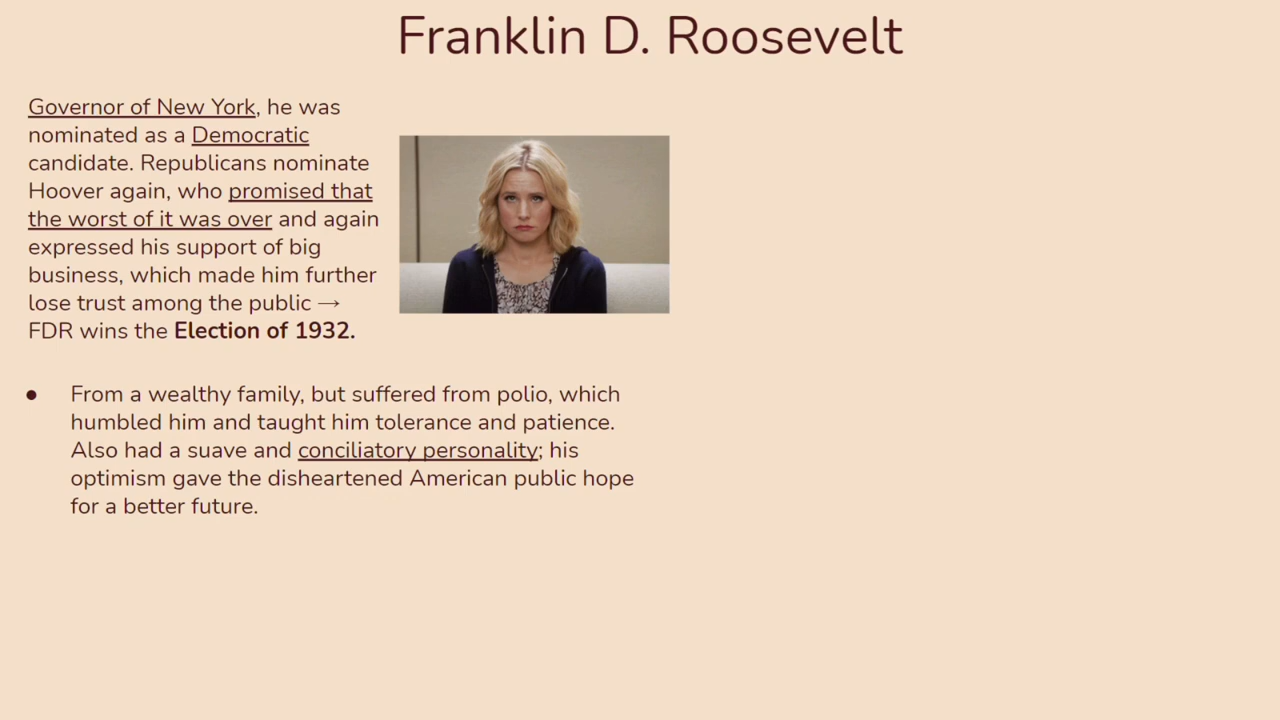 Franklin D. Roosevelt
Governor of New York, he was
nominated as a Democratic
candidate. Republicans nominate
Hoover again, who promised that
the worst of it was over and again
expressed his support of big
business, which made him further
lose trust among the public →
FDR wins the Election of 1932.
● From a wealthy family, but suffered from polio, which
humbled him and taught him tolerance and patience.
Also had a suave and conciliatory personality; his
optimism gave the disheartened American public hope
for a better future.